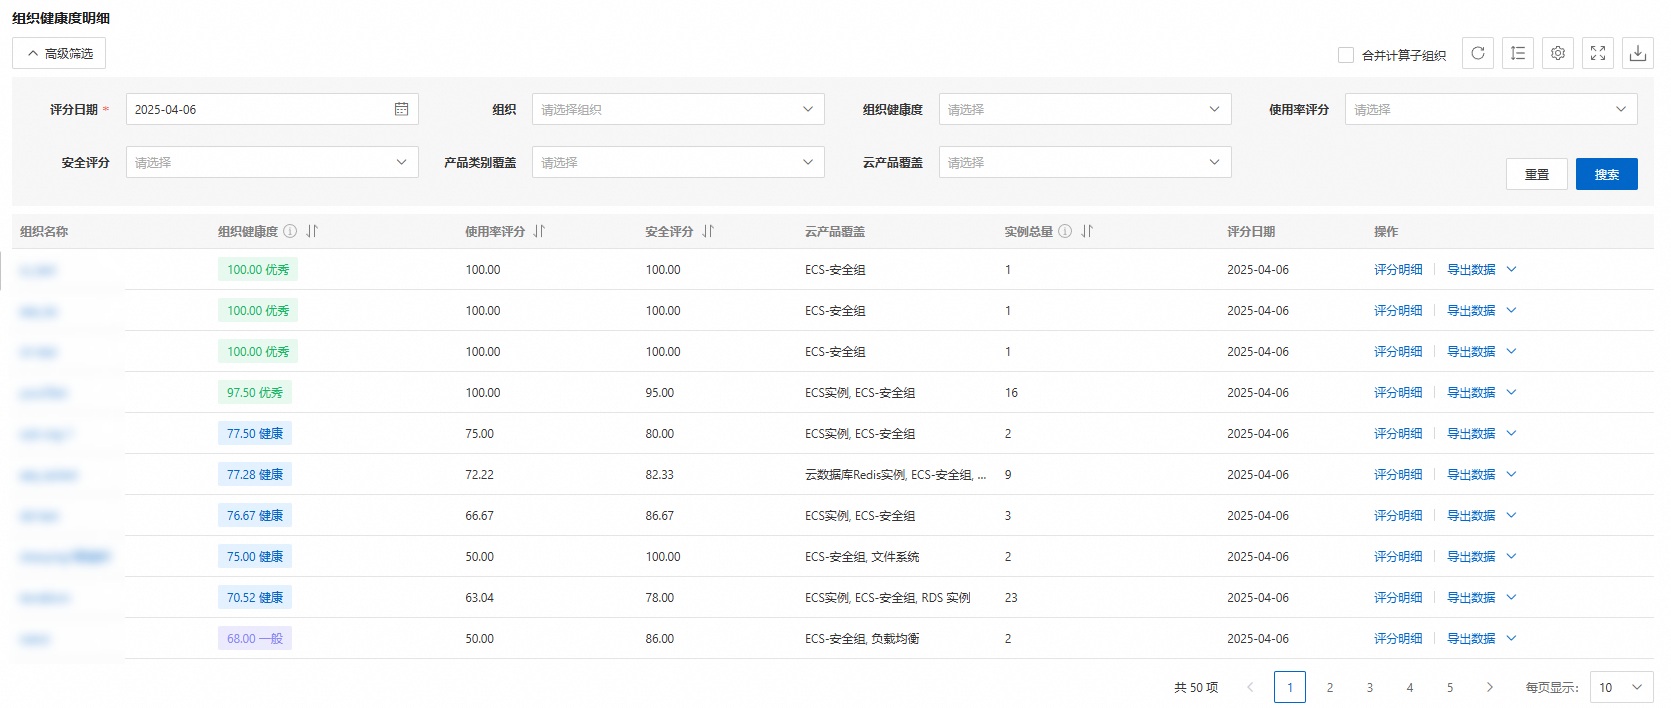 组织健康度明细
高级筛选
合并计算子组织
评分日期 * 2025-04-06 组织 请选择组织 组织健康度 请选择 使用率评分 请选择
安全评分 请选择 产品类别覆盖 请选择 云产品覆盖 请选择
重置 搜索
组织名称 组织健康度 使用率评分 安全评分 云产品覆盖 实例总量 评分日期 操作
100.00 优秀 100.00 100.00 ECS-安全组 1 2025-04-06 评分明细 导出数据
100.00 优秀 100.00 100.00 ECS-安全组 1 2025-04-06 评分明细 导出数据
100.00 优秀 100.00 100.00 ECS-安全组 1 2025-04-06 评分明细 导出数据
97.50 优秀 100.00 95.00 ECS实例, ECS-安全组 16 2025-04-06 评分明细 导出数据
77.50 健康 75.00 80.00 ECS实例, ECS-安全组 2 2025-04-06 评分明细 导出数据
77.28 健康 72.22 82.33 云数据库Redis实例, ECS-安全组, ... 9 2025-04-06 评分明细 导出数据
76.67 健康 66.67 86.67 ECS实例, ECS-安全组 3 2025-04-06 评分明细 导出数据
75.00 健康 50.00 100.00 ECS-安全组, 文件系统 2 2025-04-06 评分明细 导出数据
70.52 健康 63.04 78.00 ECS实例, ECS-安全组, RDS 实例 23 2025-04-06 评分明细 导出数据
68.00 一般 50.00 86.00 ECS-安全组, 负载均衡 2 2025-04-06 评分明细 导出数据
共 50 项 1 2 3 4 5 每页显示: 10